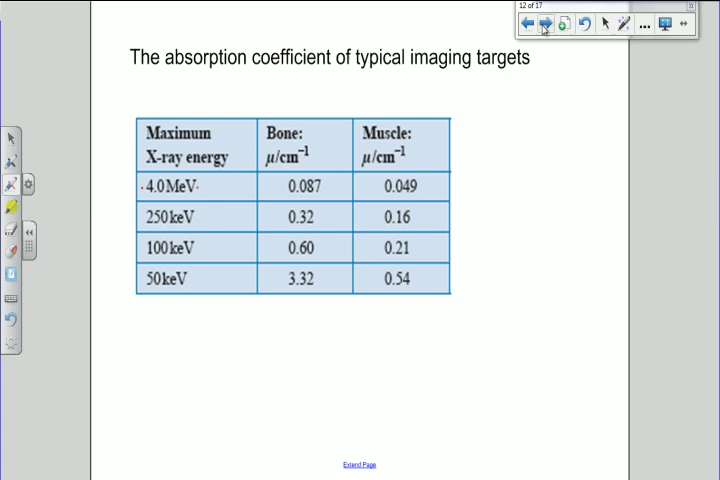 12 of 17
The absorption coefficient of typical imaging targets
Maximum X-ray energy Bone: μ/cm⁻¹ Muscle: μ/cm⁻¹
4.0 MeV 0.087 0.049
250 keV 0.32 0.16
100 keV 0.60 0.21
50 keV 3.32 0.54
Extend Page